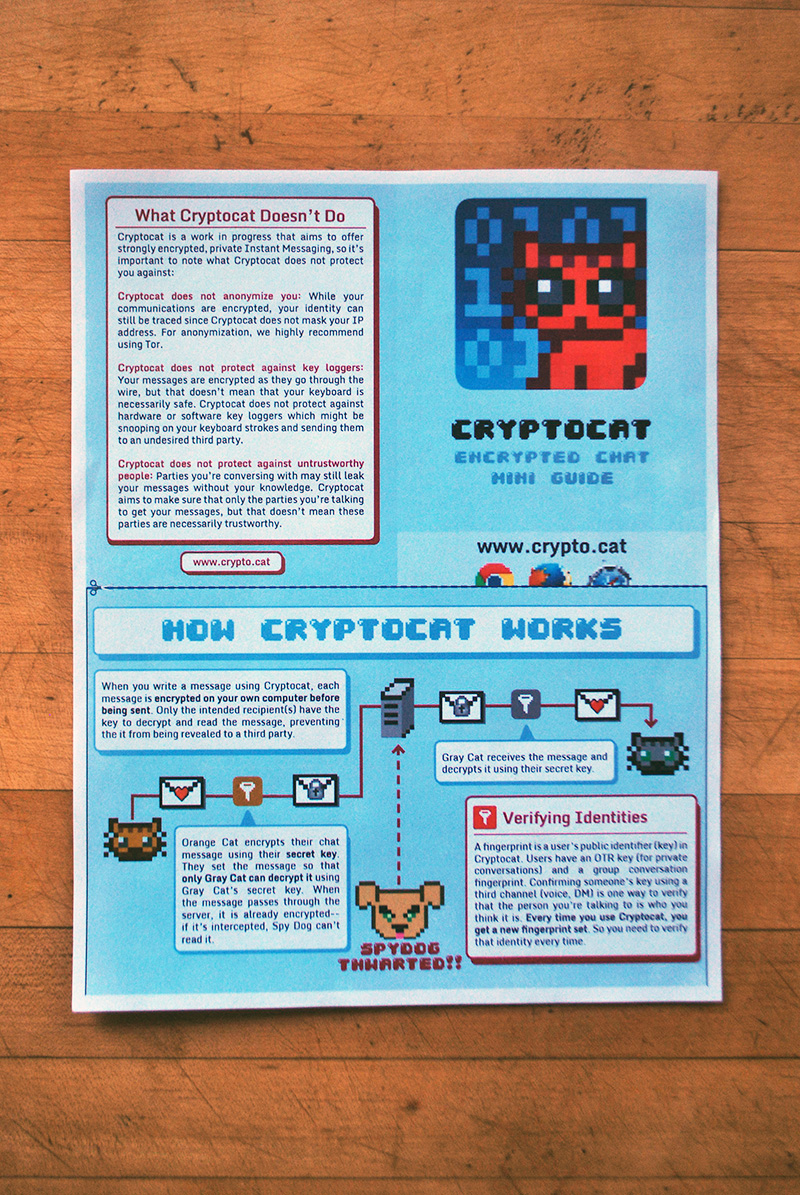 What Cryptocat Doesn't Do
Cryptocat is a work in progress that aims to offer
strongly encrypted, private Instant Messaging, so it's
important to note what Cryptocat does not protect
you against:
Cryptocat does not anonymize you: While your
communications are encrypted, your identity can
still be traced since Cryptocat does not mask your IP
address. For anonymization, we highly recommend
using Tor.
Cryptocat does not protect against key loggers:
Your messages are encrypted as they go through the
wire, but that doesn't mean that your keyboard is
necessarily safe. Cryptocat does not protect against
hardware or software key loggers which might be
snooping on your keyboard strokes and sending them
to an undesired third party.
Cryptocat does not protect against untrustworthy
people: Parties you're conversing with may still leak
your messages without your knowledge. Cryptocat
aims to make sure that only the parties you're talking
to get your messages, but that doesn't mean these
parties are necessarily trustworthy.
www.crypto.cat
CRYPTOCAT
ENCRYPTED CHAT
MINI GUIDE
www.crypto.cat
HOW CRYPTOCAT WORKS
When you write a message using Cryptocat, each
message is encrypted on your own computer before
being sent. Only the intended recipient(s) have the
key to decrypt and read the message, preventing
the it from being revealed to a third party.
Gray Cat receives the message and
decrypts it using their secret key.
Orange Cat encrypts their chat
message using their secret key.
They set the message so that
only Gray Cat can decrypt it using
Gray Cat's secret key. When
the message passes through the
server, it is already encrypted--
if it's intercepted, Spy Dog can't
read it.
SPYDOG
THWARTED!!
Verifying Identities
A fingerprint is a user's public identifier (key) in
Cryptocat. Users have an OTR key (for private
conversations) and a group conversation
fingerprint. Confirming someone's key using a
third channel (voice, DM) is one way to verify
that the person you're talking to is who you
think it is. Every time you use Cryptocat, you
get a new fingerprint set. So you need to verify
that identity every time.